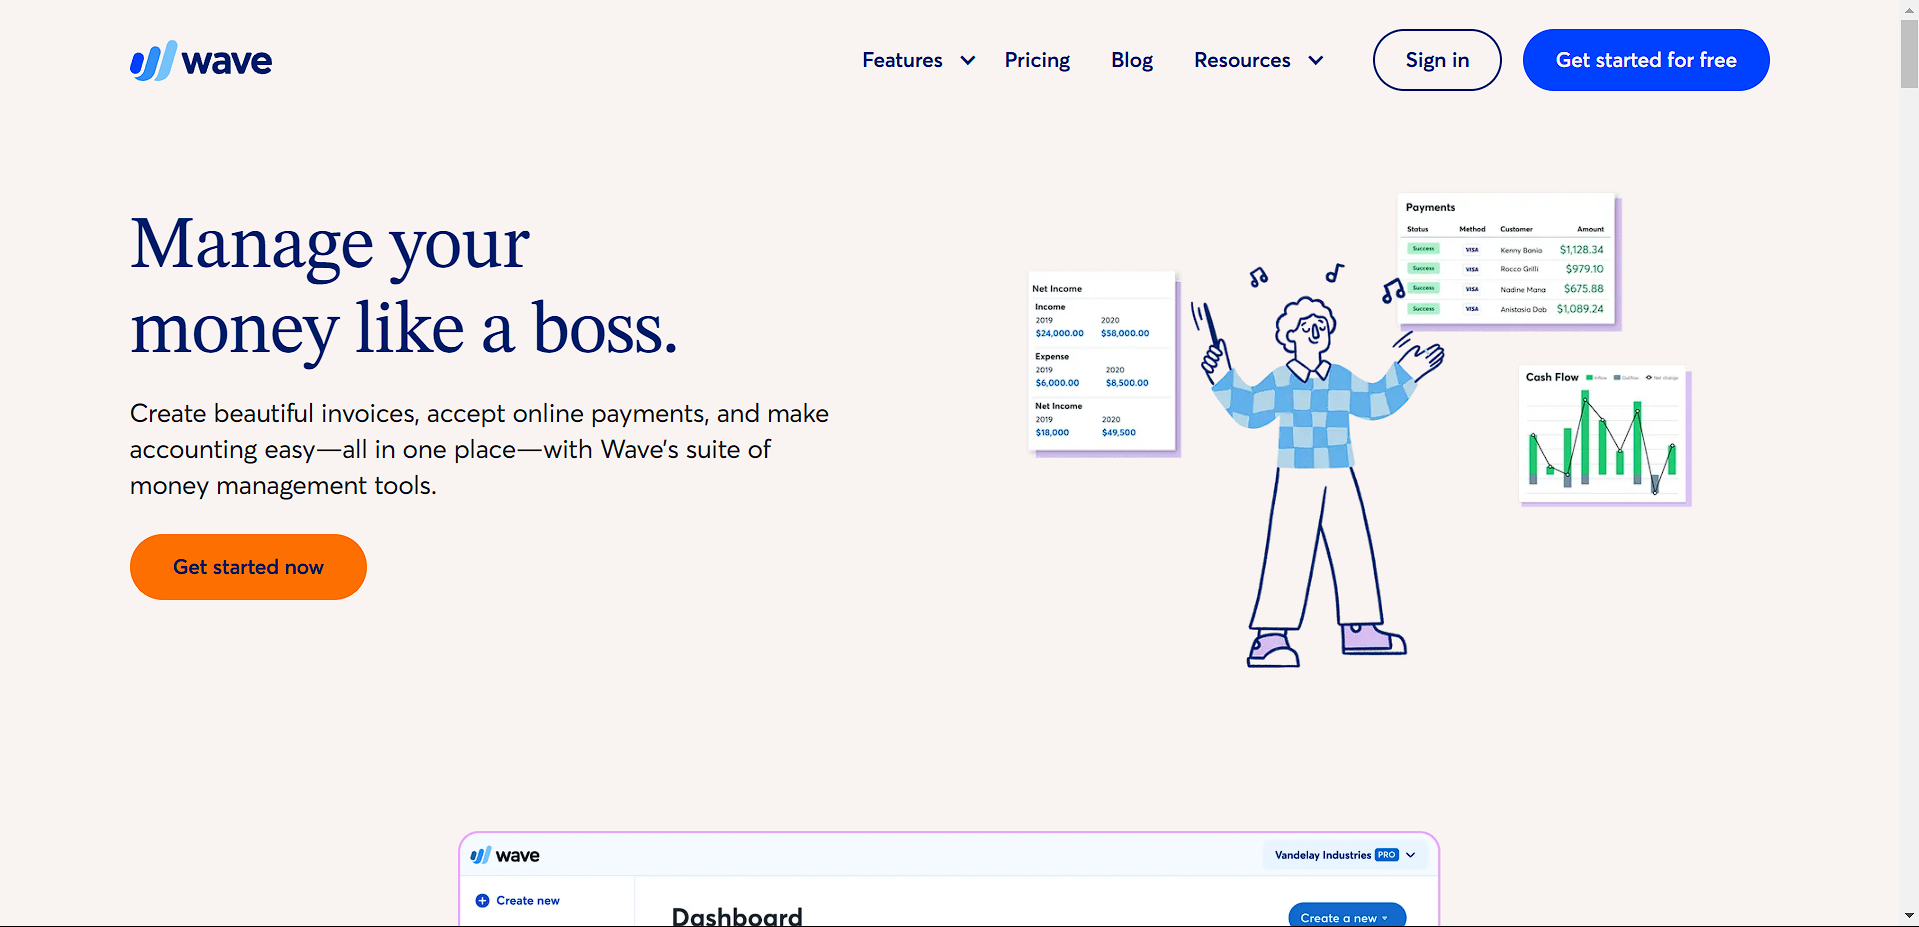 wave
Features
Pricing
Blog
Resources
Sign in
Get started for free
Manage your
money like a boss.
Create beautiful invoices, accept online payments, and make
accounting easy—all in one place—with Wave's suite of
money management tools.
Get started now
Net Income
Income
2019 2020
$24,000.00 $58,000.00
Expense
2019 2020
$6,000.00 $8,500.00
Net Income
2019 2020
$18,000 $49,500
Payments
Status Method Customer Amount
Success VISA Kenny Bania $1,128.34
Success VISA Rocco Grilli $979.10
Success VISA Nadine Mana $675.88
Success VISA Anistasia Dob $1,089.24
Cash Flow Inflow Outflow Net change
wave
Vandelay Industries PRO
Create new
Dashboard
Create a new